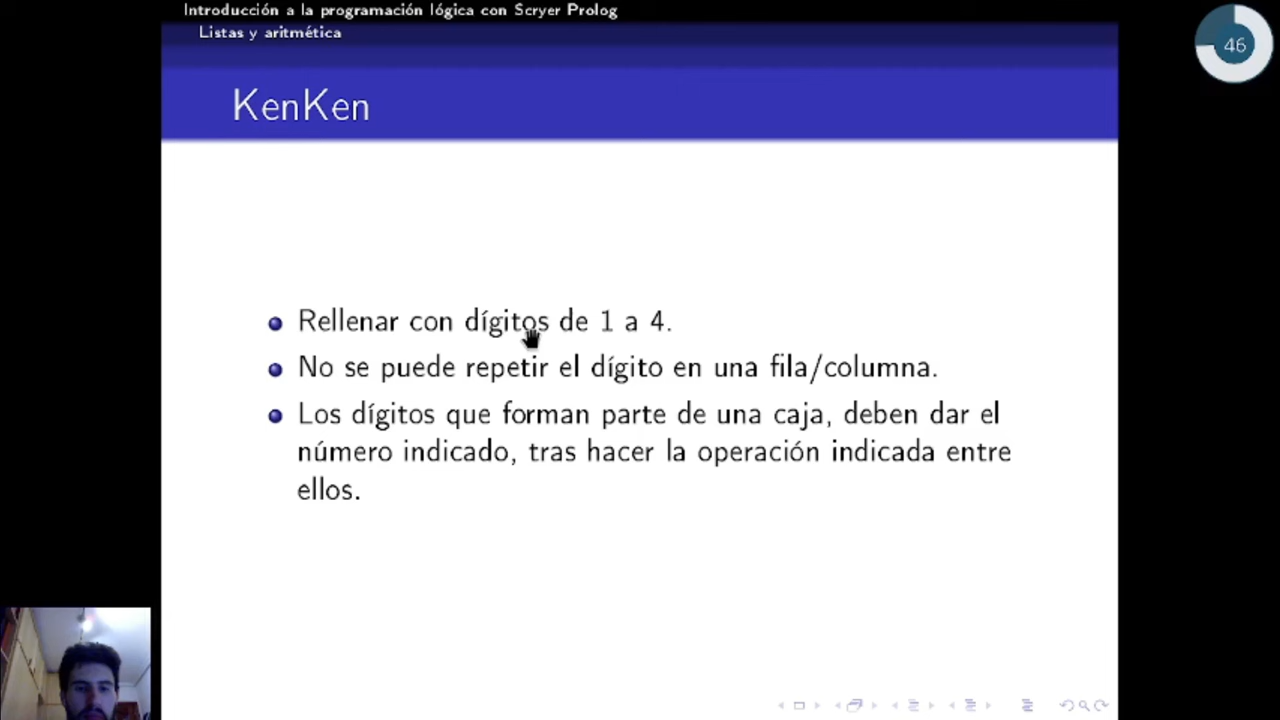 Introducción a la programación lógica con Scryer Prolog
Listas y aritmética
46
KenKen
Rellenar con dígitos de 1 a 4.
No se puede repetir el dígito en una fila/columna.
Los dígitos que forman parte de una caja, deben dar el
número indicado, tras hacer la operación indicada entre
ellos.